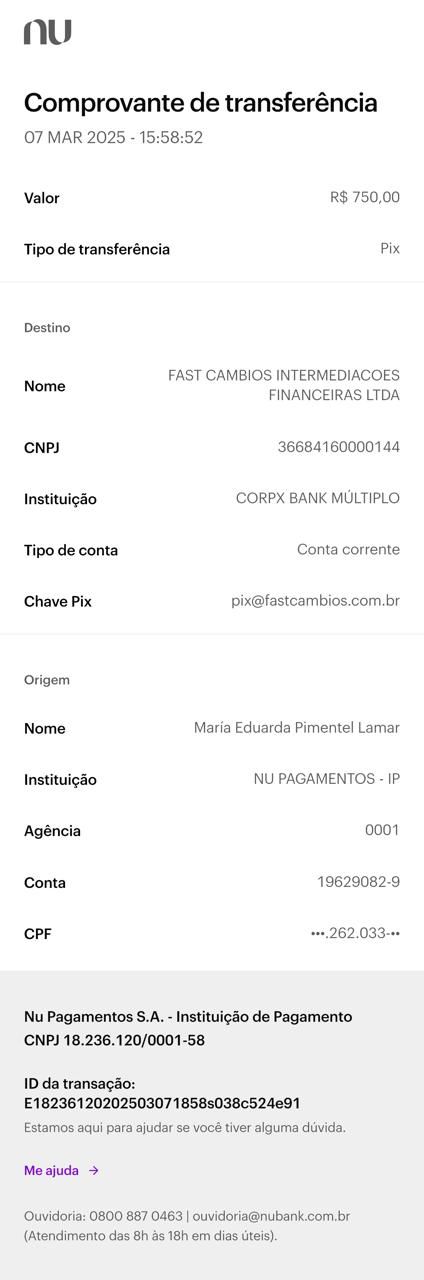 nu
Comprovante de transferência
07 MAR 2025 - 15:58:52
Valor R$ 750,00
Tipo de transferência Pix
Destino
Nome FAST CAMBIOS INTERMEDIACOES
FINANCEIRAS LTDA
CNPJ 36684160000144
Instituição CORPX BANK MÚLTIPLO
Tipo de conta Conta corrente
Chave Pix pix@fastcambios.com.br
Origem
Nome María Eduarda Pimentel Lamar
Instituição NU PAGAMENTOS - IP
Agência 0001
Conta 19629082-9
CPF •••.262.033-••
Nu Pagamentos S.A. - Instituição de Pagamento
CNPJ 18.236.120/0001-58
ID da transação:
E18236120202503071858s038c524e91
Estamos aqui para ajudar se você tiver alguma dúvida.
Me ajuda →
Ouvidoria: 0800 887 0463 | ouvidoria@nubank.com.br
(Atendimento das 8h às 18h em dias úteis).